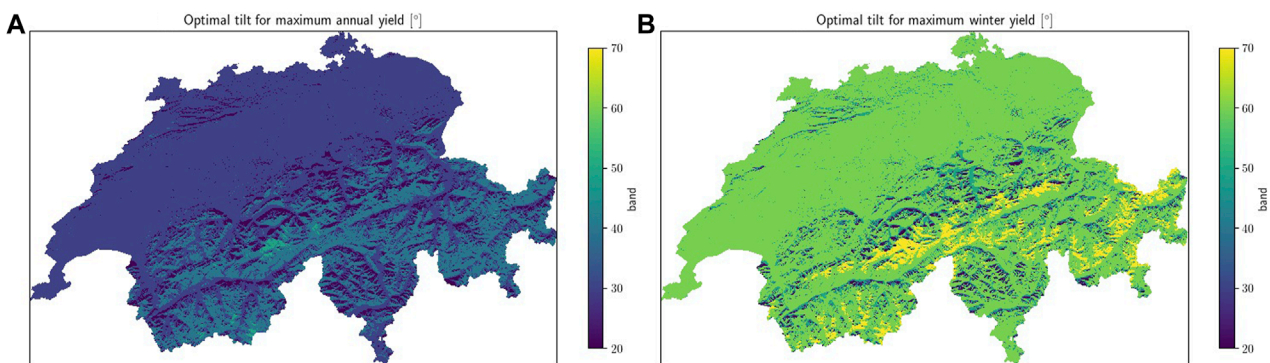 A
Optimal tilt for maximum annual yield [°]
70
60
50
40
30
20
band
B
Optimal tilt for maximum winter yield [°]
70
60
50
40
30
20
band